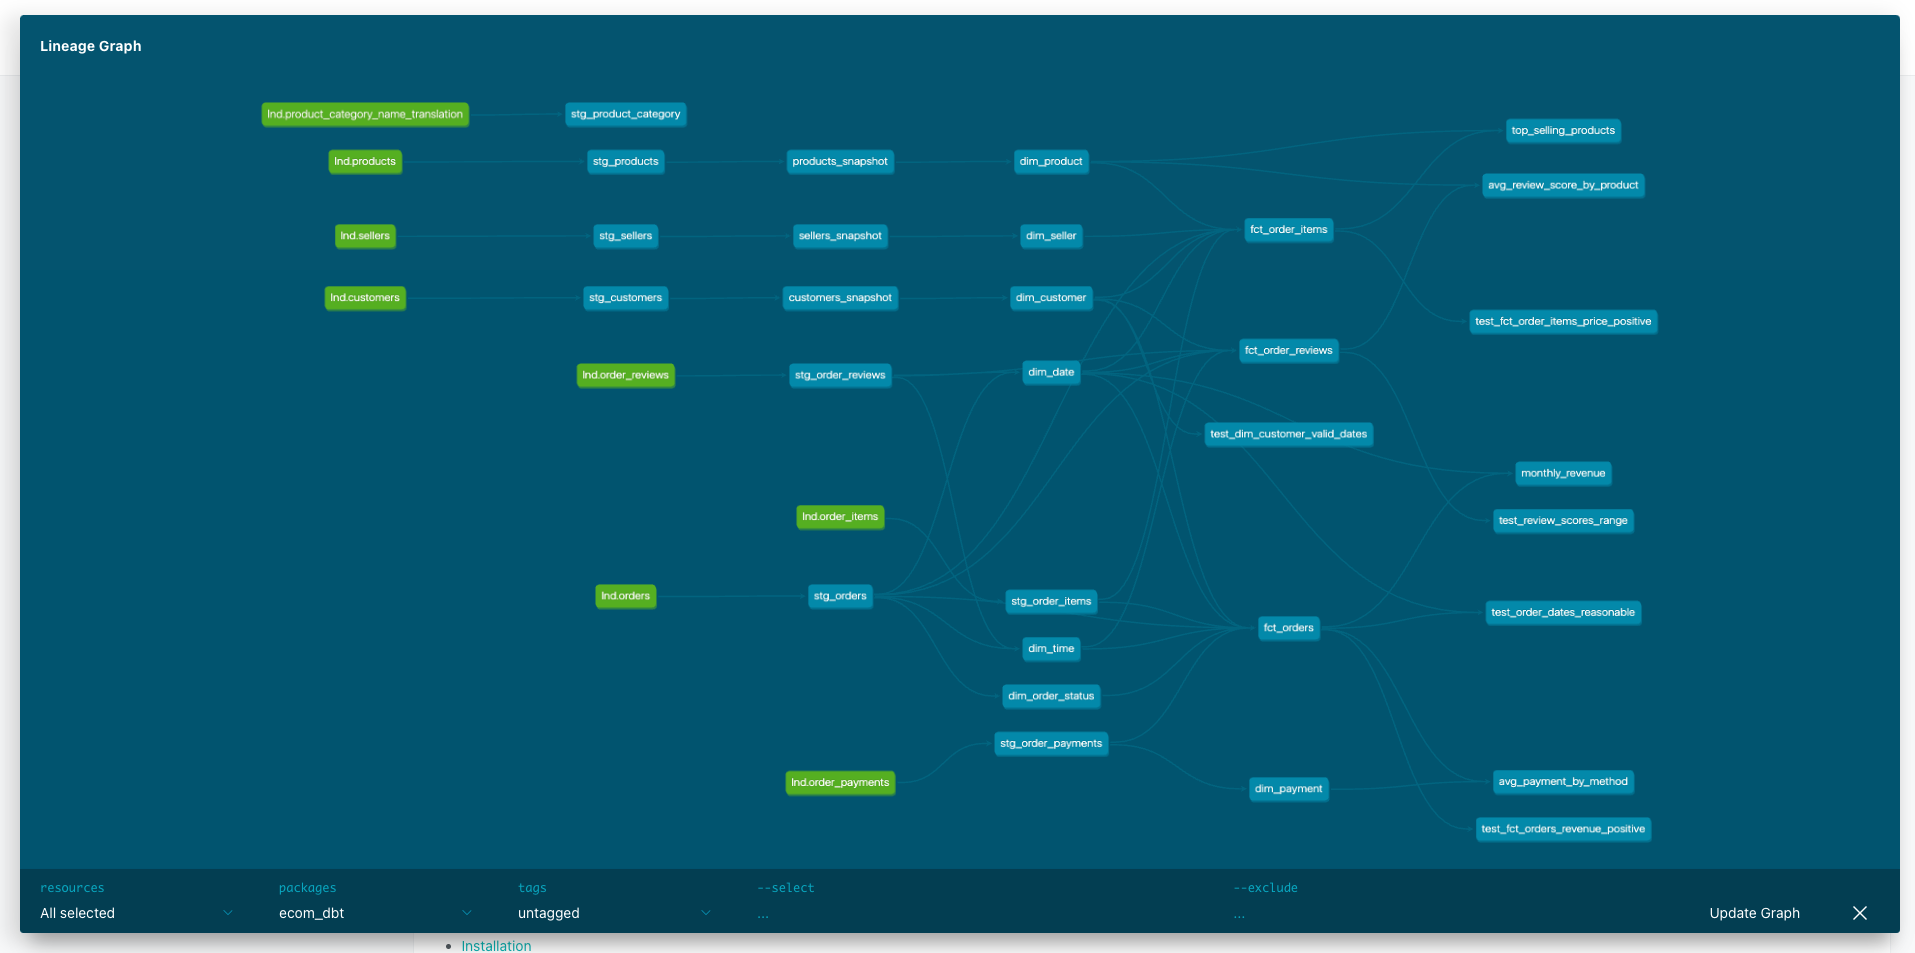 Lineage Graph
lnd.product_category_name_translation
stg_product_category
top_selling_products
lnd.products
stg_products
products_snapshot
dim_product
avg_review_score_by_product
lnd.sellers
stg_sellers
sellers_snapshot
dim_seller
fct_order_items
lnd.customers
stg_customers
customers_snapshot
dim_customer
test_fct_order_items_price_positive
fct_order_reviews
lnd.order_reviews
stg_order_reviews
dim_date
test_dim_customer_valid_dates
monthly_revenue
lnd.order_items
test_review_scores_range
lnd.orders
stg_orders
stg_order_items
test_order_dates_reasonable
fct_orders
dim_time
dim_order_status
stg_order_payments
lnd.order_payments
dim_payment
avg_payment_by_method
test_fct_orders_revenue_positive
resources
All selected
packages
ecom_dbt
tags
untagged
--select
...
--exclude
...
Update Graph
Installation